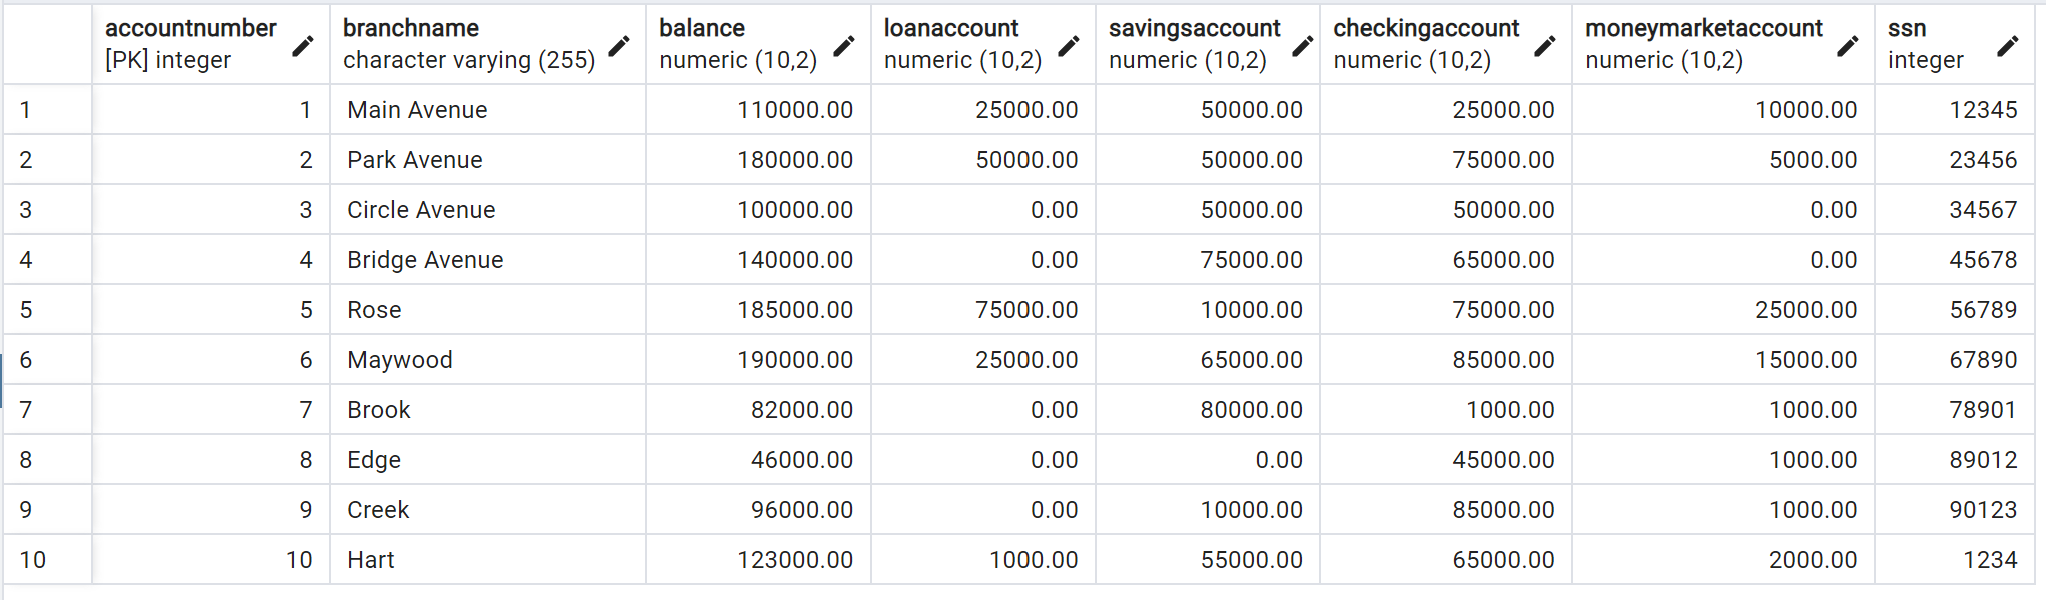 accountnumber branchname balance loanaccount savingsaccount checkingaccount moneymarketaccount ssn
[PK] integer character varying (255) numeric (10,2) numeric (10,2) numeric (10,2) numeric (10,2) numeric (10,2) integer
1 1 Main Avenue 110000.00 25000.00 50000.00 25000.00 10000.00 12345
2 2 Park Avenue 180000.00 50000.00 50000.00 75000.00 5000.00 23456
3 3 Circle Avenue 100000.00 0.00 50000.00 50000.00 0.00 34567
4 4 Bridge Avenue 140000.00 0.00 75000.00 65000.00 0.00 45678
5 5 Rose 185000.00 75000.00 10000.00 75000.00 25000.00 56789
6 6 Maywood 190000.00 25000.00 65000.00 85000.00 15000.00 67890
7 7 Brook 82000.00 0.00 80000.00 1000.00 1000.00 78901
8 8 Edge 46000.00 0.00 0.00 45000.00 1000.00 89012
9 9 Creek 96000.00 0.00 10000.00 85000.00 1000.00 90123
10 10 Hart 123000.00 1000.00 55000.00 65000.00 2000.00 1234